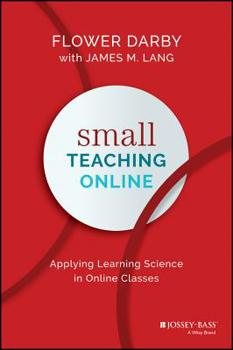 FLOWER DARBY
with JAMES M. LANG
small
TEACHING
ONLINE
Applying Learning Science
in Online Classes
JOSSEY-BASS
A Wiley Brand